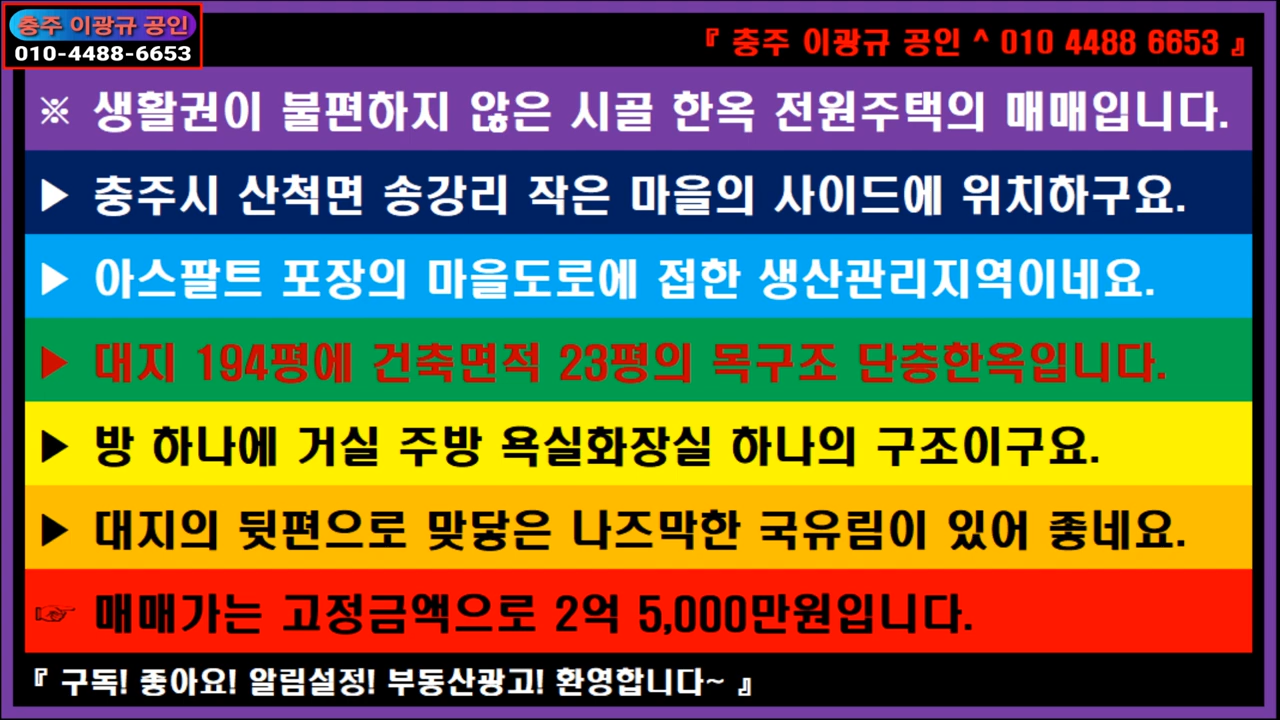 충주 이광규 공인
010-4488-6653
『 충주 이광규 공인 ^ 010 4488 6653 』
※ 생활권이 불편하지 않은 시골 한옥 전원주택의 매매입니다.
▶ 충주시 산척면 송강리 작은 마을의 사이드에 위치하구요.
▶ 아스팔트 포장의 마을도로에 접한 생산관리지역이네요.
▶ 대지 194평에 건축면적 23평의 목구조 단층한옥입니다.
▶ 방 하나에 거실 주방 욕실화장실 하나의 구조이구요.
▶ 대지의 뒷편으로 맞닿은 나즈막한 국유림이 있어 좋네요.
☞ 매매가는 고정금액으로 2억 5,000만원입니다.
『 구독! 좋아요! 알림설정! 부동산광고! 환영합니다~ 』